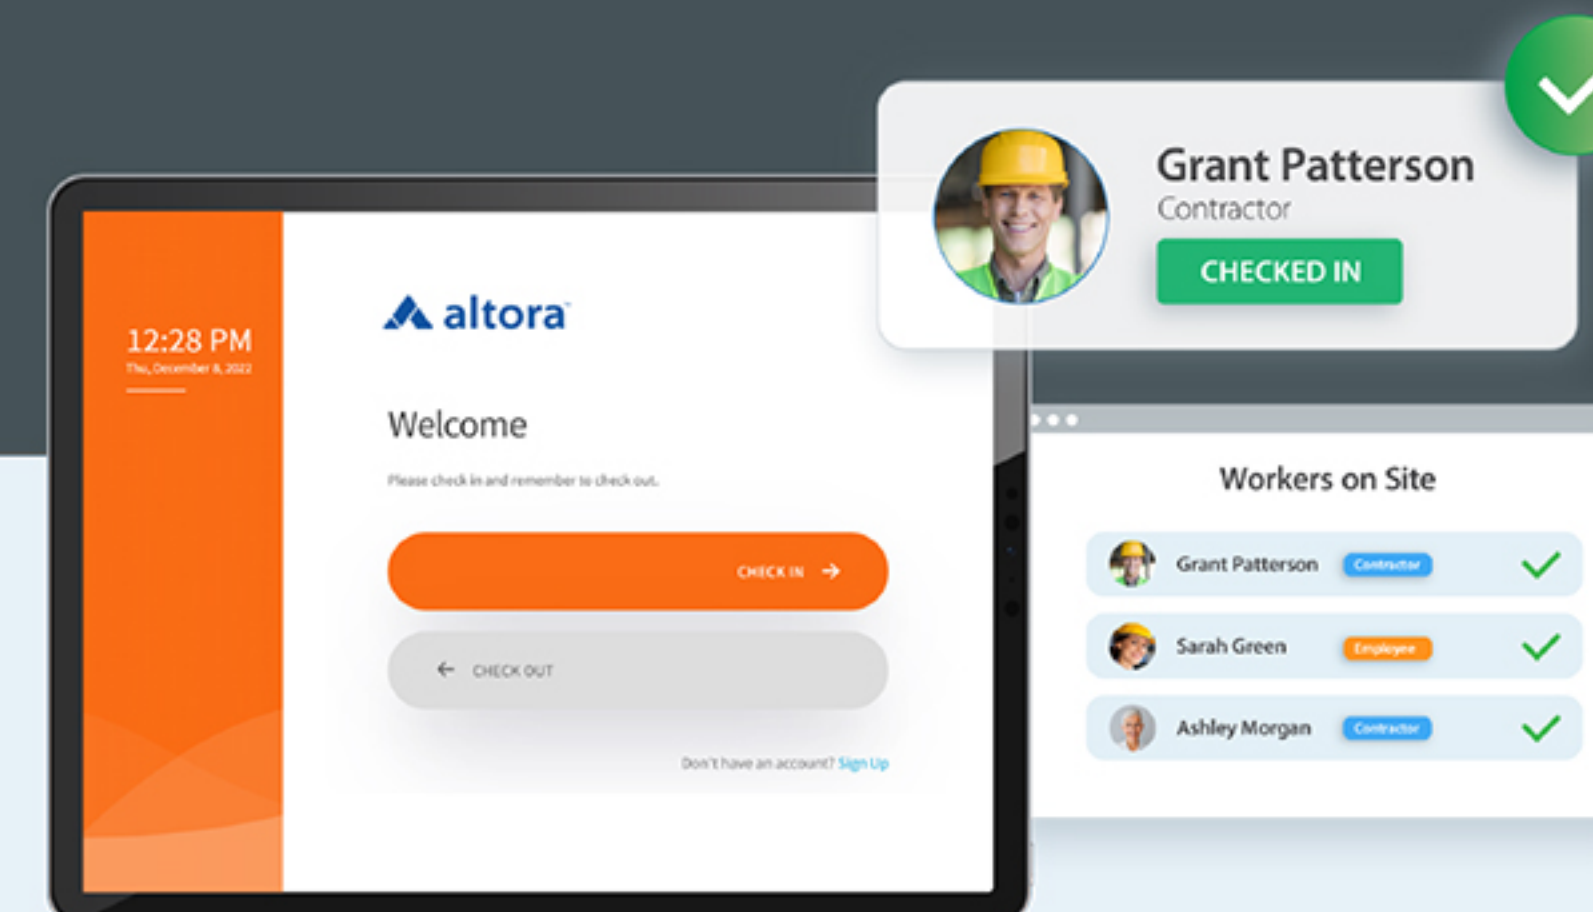 12:28 PM
Thu, December 8, 2022
altora
Welcome
Please check in and remember to check out.
CHECK IN
CHECK OUT
Don't have an account? Sign Up
Grant Patterson
Contractor
CHECKED IN
Workers on Site
Grant Patterson Contractor
Sarah Green Employee
Ashley Morgan Contractor